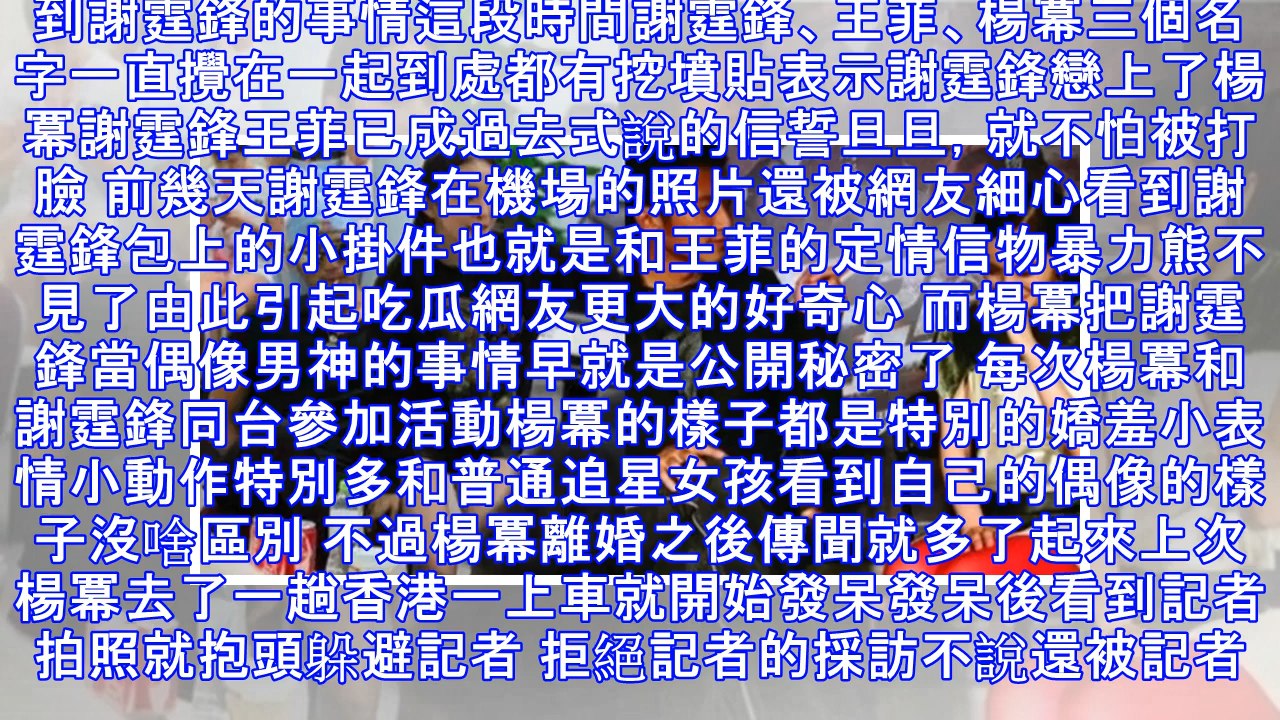 到謝霆鋒的事情這段時間謝霆鋒、王菲、楊冪三個名
字一直攪在一起到處都有挖墳貼表示謝霆鋒戀上了楊
冪謝霆鋒王菲已成過去式說的信誓旦旦，就不怕被打
臉 前幾天謝霆鋒在機場的照片還被網友細心看到謝
霆鋒包上的小掛件也就是和王菲的定情信物暴力熊不
見了由此引起吃瓜網友更大的好奇心 而楊冪把謝霆
鋒當偶像男神的事情早就是公開秘密了 每次楊冪和
謝霆鋒同台參加活動楊冪的樣子都是特別的嬌羞小表
情小動作特別多和普通追星女孩看到自己的偶像的樣
子沒啥區別 不過楊冪離婚之後傳聞就多了起來上次
楊冪去了一趟香港一上車就開始發呆發呆後看到記者
拍照就抱頭躲避記者 拒絕記者的採訪不說還被記者